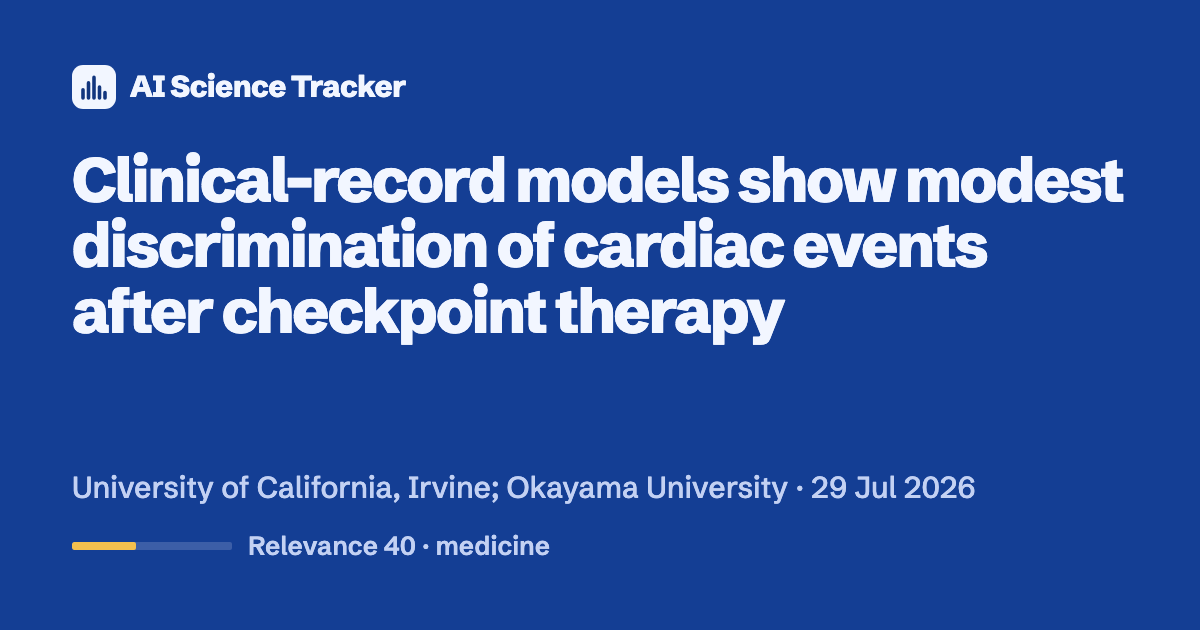 AI Science Tracker
Clinical-record models show modest
discrimination of cardiac events
after checkpoint therapy
University of California, Irvine; Okayama University · 29 Jul 2026
Relevance 40 · medicine